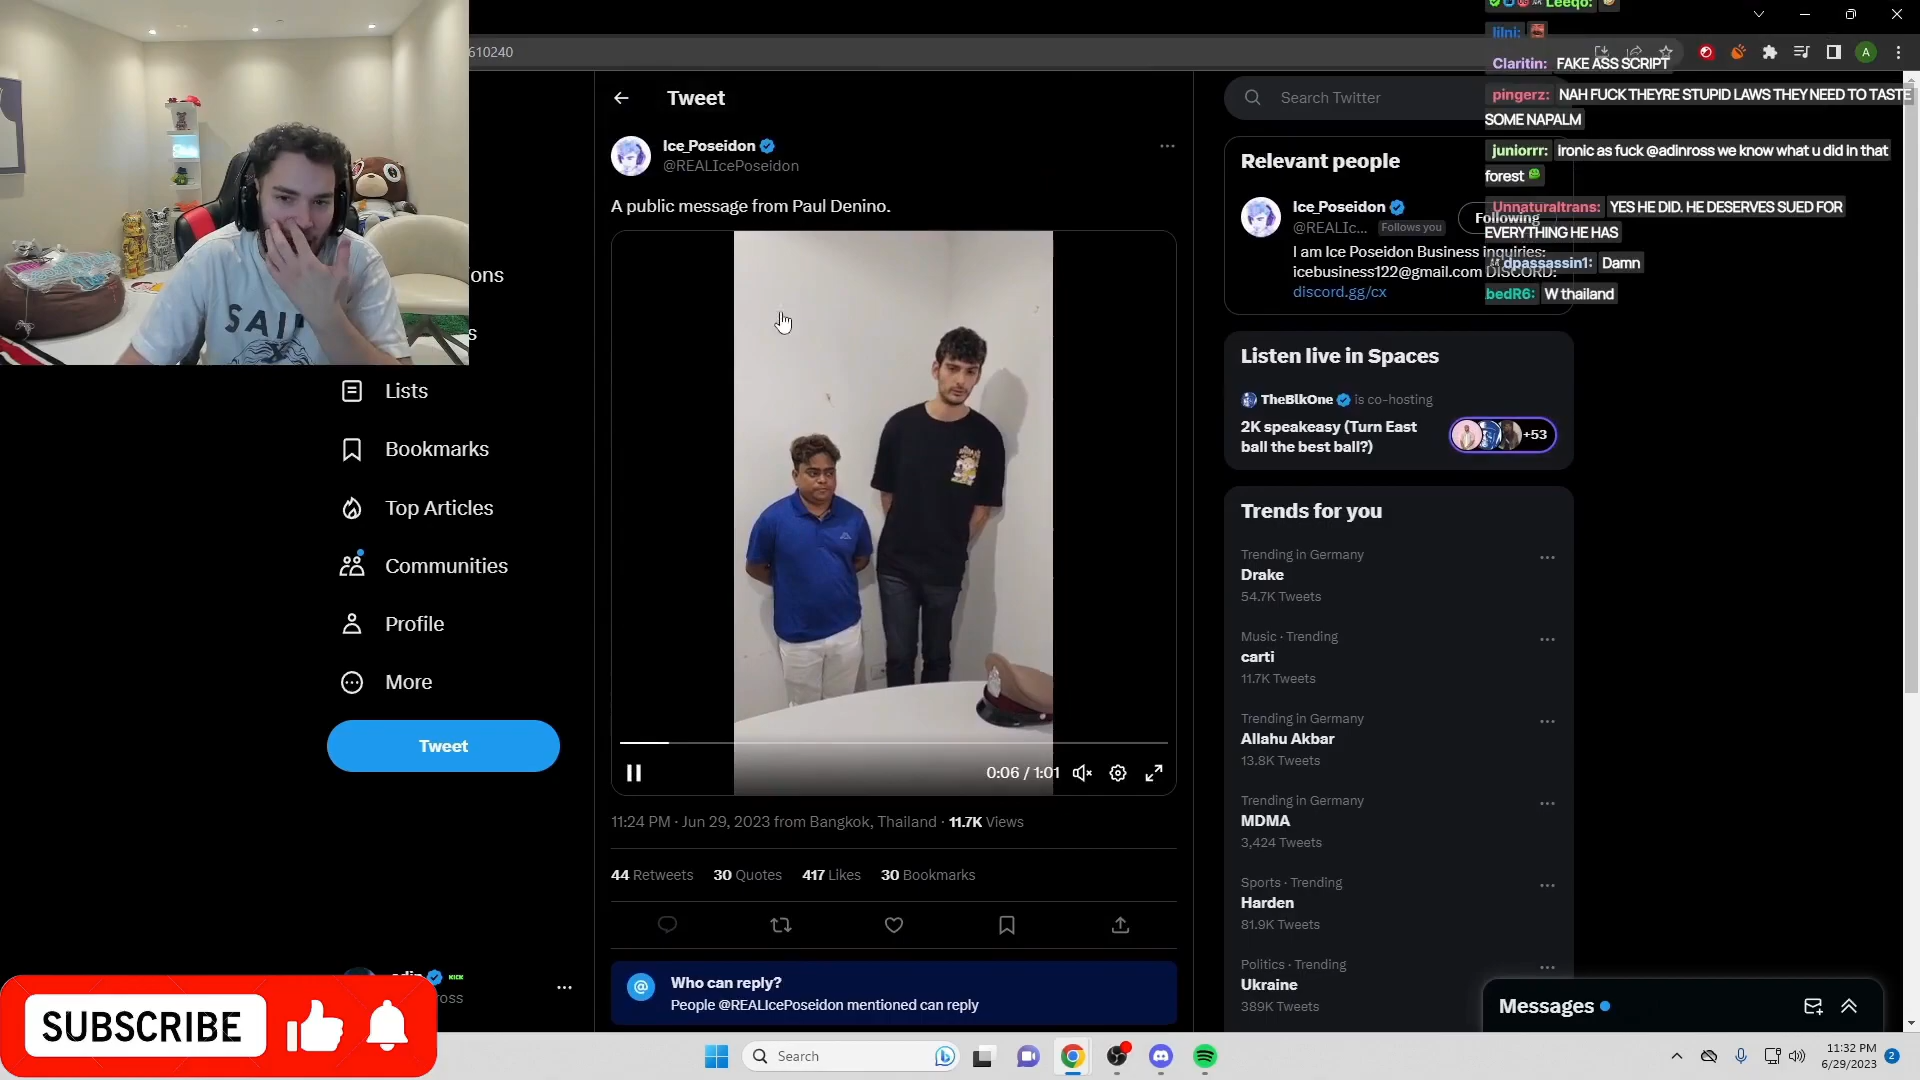 610240
ons
s
Lists
Bookmarks
Top Articles
Communities
Profile
More
Tweet
adin
ross
SUBSCRIBE
Tweet
Ice_Poseidon
@REALIcePoseidon
A public message from Paul Denino.
0:06 / 1:01
11:24 PM · Jun 29, 2023 from Bangkok, Thailand · 11.7K Views
44 Retweets 30 Quotes 417 Likes 30 Bookmarks
Who can reply?
People @REALIcePoseidon mentioned can reply
Search Twitter
Relevant people
Ice_Poseidon
@REALIc... Follows you
Following
I am Ice Poseidon Business inquiries:
icebusiness122@gmail.com DISCORD:
discord.gg/cx
Listen live in Spaces
TheBlkOne is co-hosting
2K speakeasy (Turn East
ball the best ball?)
+53
Trends for you
Trending in Germany
Drake
54.7K Tweets
Music · Trending
carti
11.7K Tweets
Trending in Germany
Allahu Akbar
13.8K Tweets
Trending in Germany
MDMA
3,424 Tweets
Sports · Trending
Harden
81.9K Tweets
Politics · Trending
Ukraine
389K Tweets
Messages
Leeqo:
lilni:
Claritin: FAKE ASS SCRIPT
pingerz: NAH FUCK THEYRE STUPID LAWS THEY NEED TO TASTE
SOME NAPALM
juniorrr: ironic as fuck @adinross we know what u did in that
forest
Unnaturaltrans: YES HE DID. HE DESERVES SUED FOR
EVERYTHING HE HAS
dpassassin1: Damn
bedR6: W thailand
A
Search
11:32 PM
6/29/2023
2